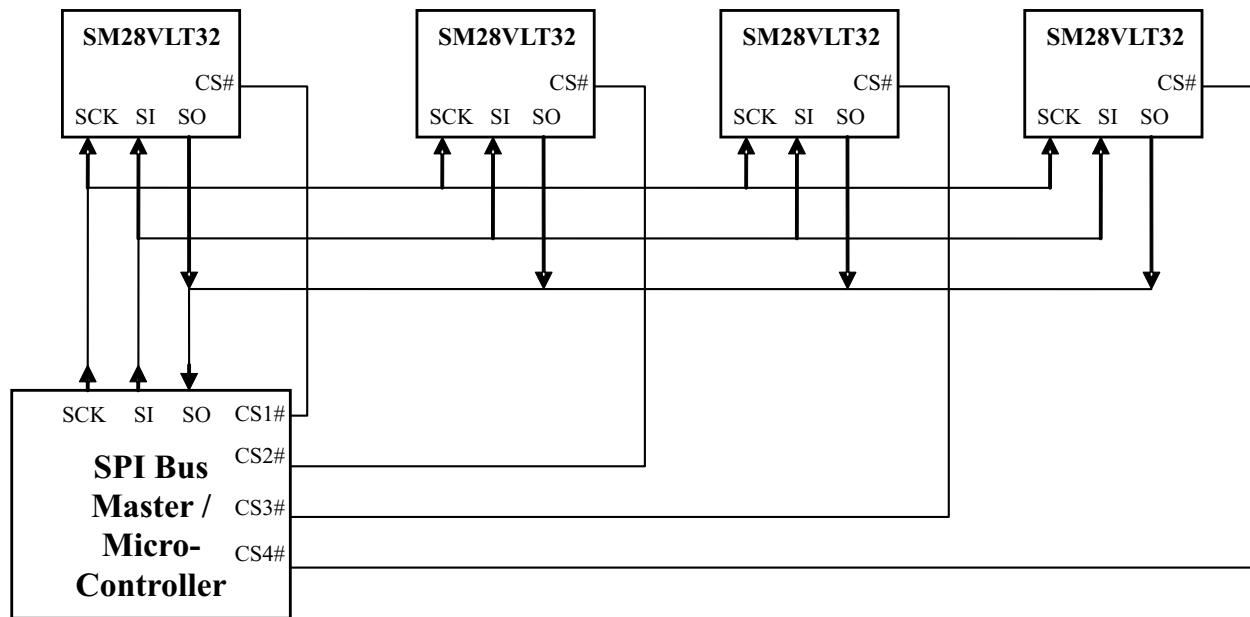 SM28VLT32
CS#
SCK SI SO
SM28VLT32
CS#
SCK SI SO
SM28VLT32
CS#
SCK SI SO
SM28VLT32
CS#
SCK SI SO
SCK SI SO CS1#
CS2#
CS3#
CS4#
SPI Bus
Master /
Micro-
Controller